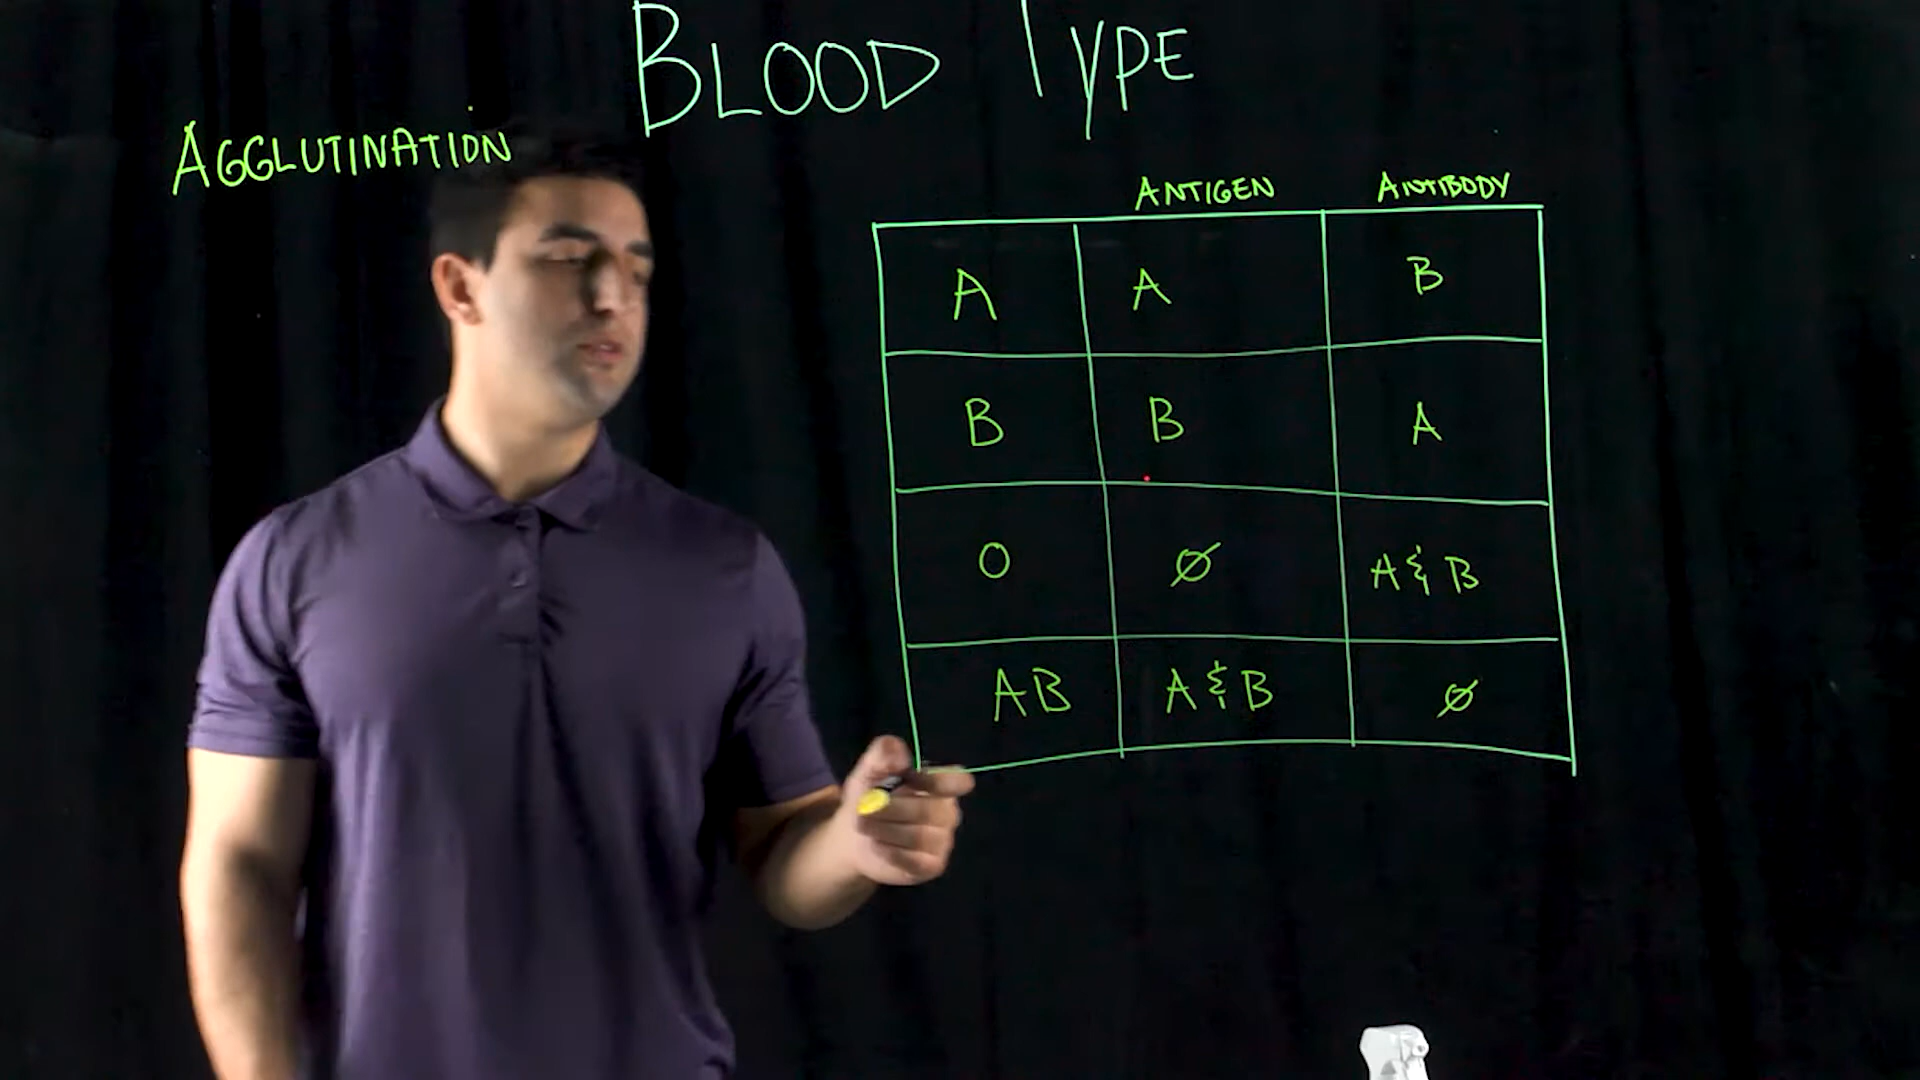 BLOOD TYPE
AGGLUTINATION
ANTIGEN ANTIBODY
A A B
B B A
O Ø A & B
AB A & B Ø